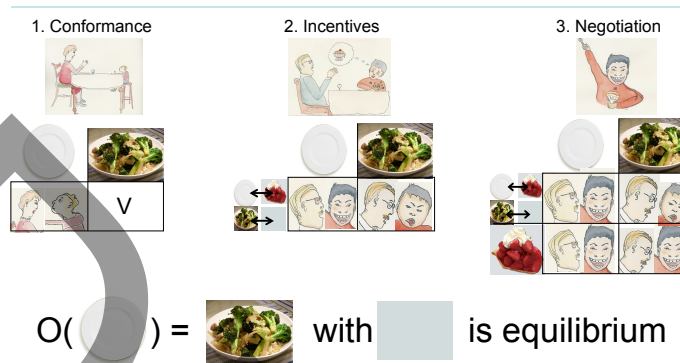 1. Conformance
2. Incentives
3. Negotiation
V
O( ) = with is equilibrium